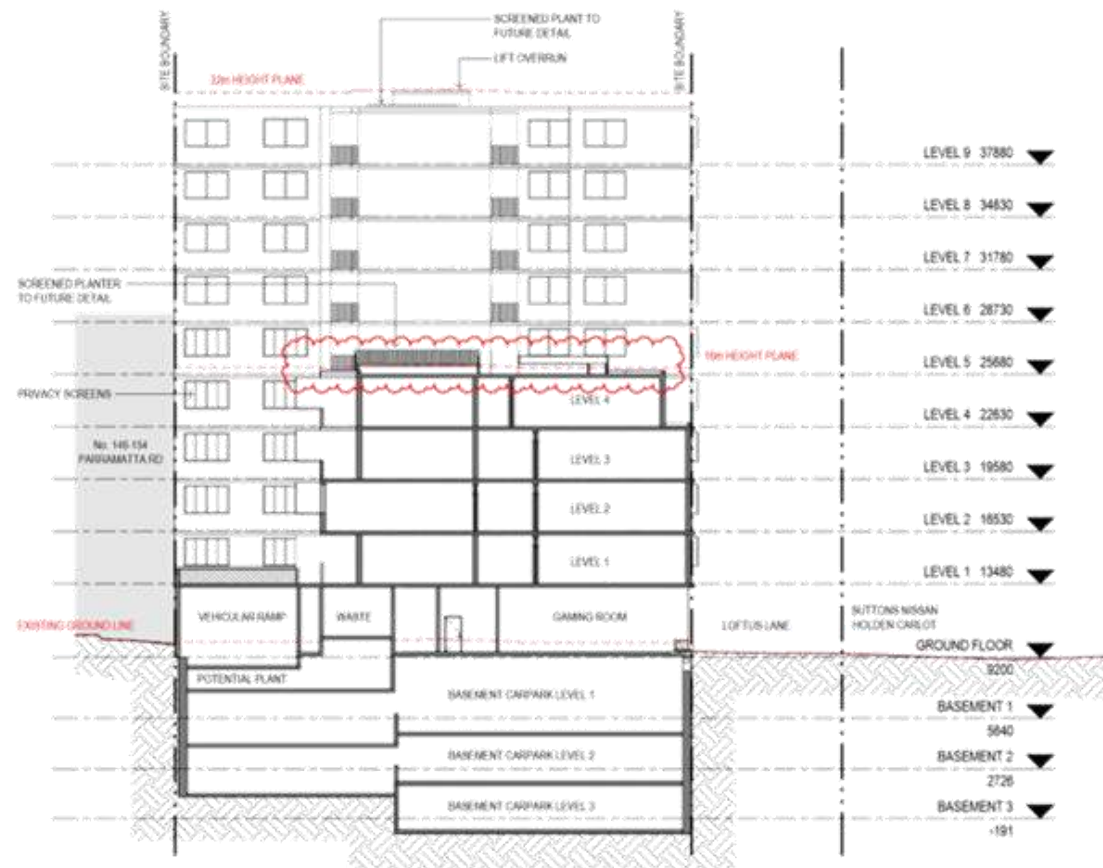 SCREENED PLANT TO
FUTURE DETAIL
LIFT OVERRUN
SITE BOUNDARY
SITE BOUNDARY
32m HEIGHT PLANE
LEVEL 9 37880
LEVEL 8 34830
LEVEL 7 31780
SCREENED PLANTER
TO FUTURE DETAIL
LEVEL 6 28730
16m HEIGHT PLANE
LEVEL 5 25680
PRIVACY SCREENS
LEVEL 4
LEVEL 4 22630
PARRAMATTA RD
LEVEL 3
LEVEL 3 19580
LEVEL 2
LEVEL 2 16530
LEVEL 1
LEVEL 1 13480
VEHICULAR RAMP
WASTE
GAMING ROOM
EXISTING GROUND LINE
LOFTUS LANE
SUTTONS NISSAN
HOLDEN CARLOT
GROUND FLOOR
9200
POTENTIAL PLANT
BASEMENT CARPARK LEVEL 1
BASEMENT 1
5640
BASEMENT CARPARK LEVEL 2
BASEMENT 2
2726
BASEMENT CARPARK LEVEL 3
BASEMENT 3
-191